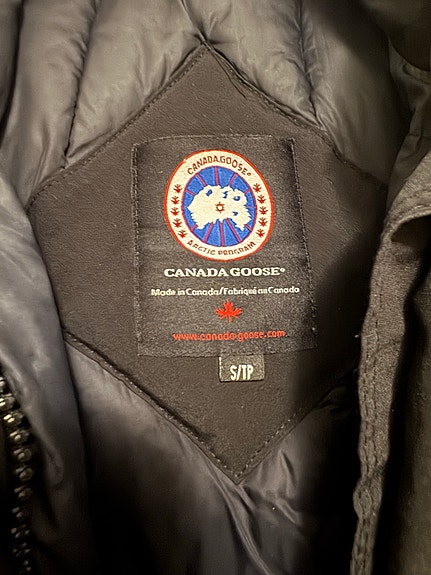 CANADA GOOSE®
ARCTIC PROGRAM
CANADA GOOSE®
Made in Canada/Fabriqué au Canada
www.canada-goose.com
S/TP